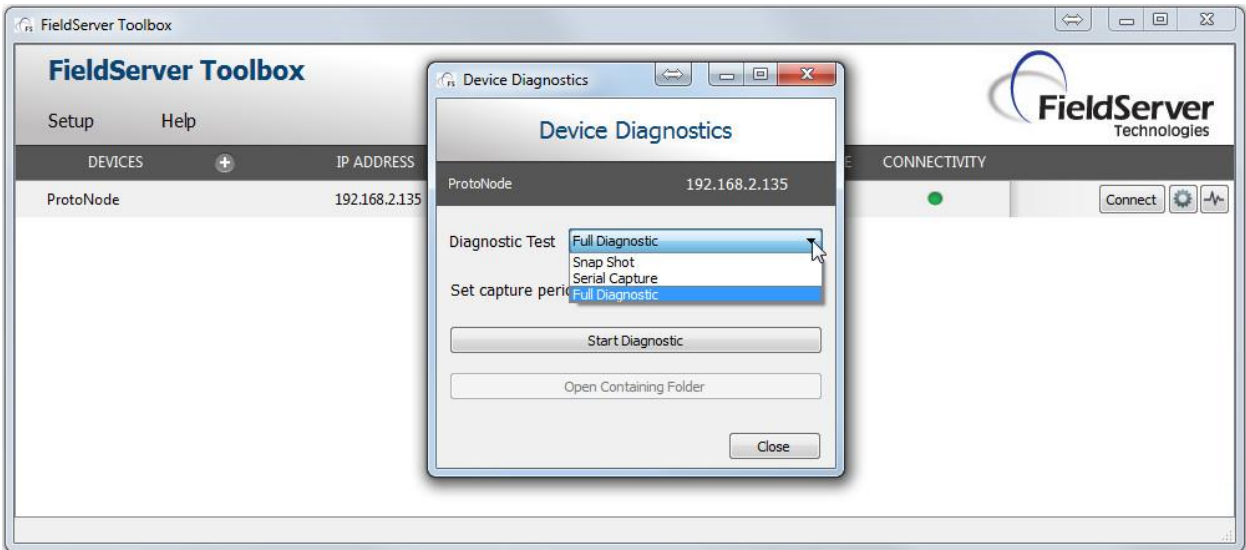 FieldServer Toolbox
FieldServer Toolbox
Setup Help
FieldServer
Technologies
DEVICES IP ADDRESS CONNECTIVITY
ProtoNode 192.168.2.135 Connect
Device Diagnostics
Device Diagnostics
ProtoNode 192.168.2.135
Diagnostic Test Full Diagnostic
Snap Shot
Serial Capture
Set capture Full Diagnostic
Start Diagnostic
Open Containing Folder
Close